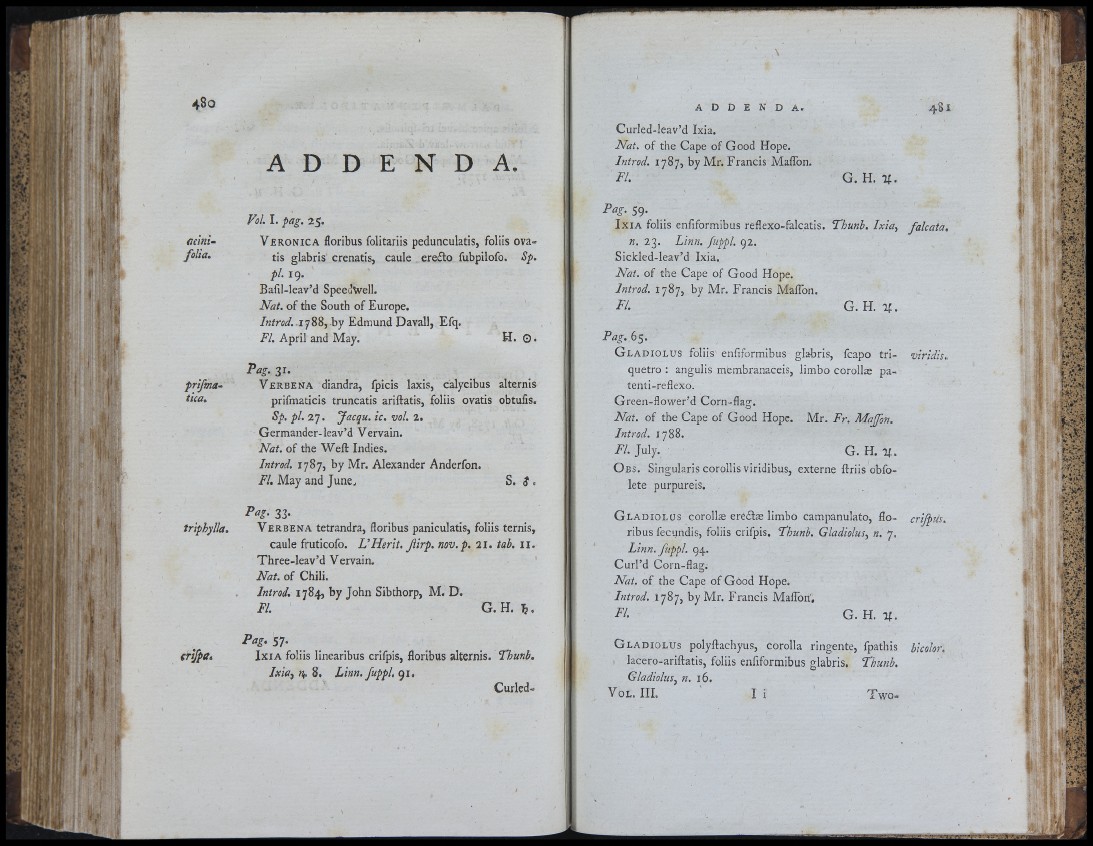 480
ADDENDA.
Vol. I. pag. 25.
acini-
folia.
VERONICA floribus ſolitariis pedunculatis, foliis ova-
tis glabris crenatis, caule erecto ſubpiloſo. Sp.
pl. 19.
Baſil-leav'd Speedwell.
Nat. of the South of Europe.
Introd. 1788, by Edmund Davall, Eſq.
Fl. April and May. H. ☉.
Pag. 31.
priſma-
tica.
VERBENA diandra, ſpicis laxis, calycibus alternis
priſmaticis truncatis ariſtatis, foliis ovatis obtuſis.
Sp. pl. 27. Jacqu. ic. vol. 2.
Germander-leav'd Vervain.
Nat. of the Weſt Indies.
Introd. 1787, by Mr. Alexander Anderſon.
Fl. May and June. S. ♂.
Pag. 33.
triphylla.
VERBENA tetrandra, floribus paniculatis, foliis ternis,
caule fruticoſo. L'Herit. ſtirp. nov. p. 21. tab. 11.
Three-leav'd Vervain.
Nat. of Chili.
Introd. 1784, by John Sibthorp, M. D.
Fl. G. H. ♄.
Pag. 57.
criſpa.
IXIA foliis linearibus criſpis, floribus alternis. Thunb.
Ixia, n. 8. Linn. ſuppl. 91.
Curled-
ADDENDA. 481
Curled-leav'd Ixia.
Nat. of the Cape of Good Hope.
Introd. 1787, by Mr. Francis Maſſon.
Fl. G. H. ♃.
Pag. 59.
IXIA foliis enſiformibus reflexo-falcatis. Thunb. Ixia, falcata.
n. 23. Linn. ſuppl. 92.
Sickled-leav'd Ixia.
Nat. of the Cape of Good Hope.
Introd. 1787, by Mr. Francis Maſſon.
Fl. G. H. ♃.
Pag. 65.
GLADIOLUS foliis enſiformibus glabris, ſcapo tri- viridis.
quetro : angulis membranaceis, limbo corollæ pa-
tenti-reflexo.
Green-flower'd Corn-flag.
Nat. of the Cape of Good Hope. Mr. Fr. Maſſon.
Introd. 1788.
Fl. July. G. H. ♃.
OBS. Singularis corollis viridibus, externe ſtriis obſo-
lete purpureis.
GLADIOLUS corollæ erectæ limbo campanulato, flo- criſpus.
ribus ſecundis, foliis criſpis. Thunb. Gladiolus, n. 7.
Linn. ſuppl. 94.
Curl'd Corn-flag.
Nat. of the Cape of Good Hope.
Introd. 1787, by Mr. Francis Maſſon.
Fl. G. H. ♃.
GLADIOLUS polyſtachyus, corolla ringente, ſpathis bicolor.
lacero-ariſtatis, foliis enſiformibus glabris. Thunb.
Gladiolus, n. 16.
VOL. III. I i Two-